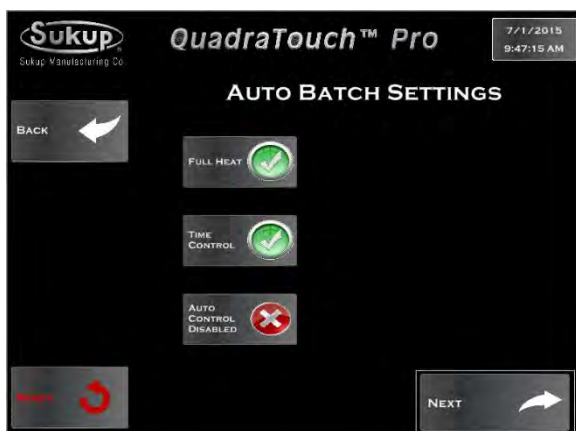 Sukup
Sukup Manufacturing Co.
QuadraTouch™ Pro
7/1/2015
9:47:15 AM
AUTO BATCH SETTINGS
BACK
FULL HEAT
TIME
CONTROL
AUTO
CONTROL
DISABLED
RESET
NEXT